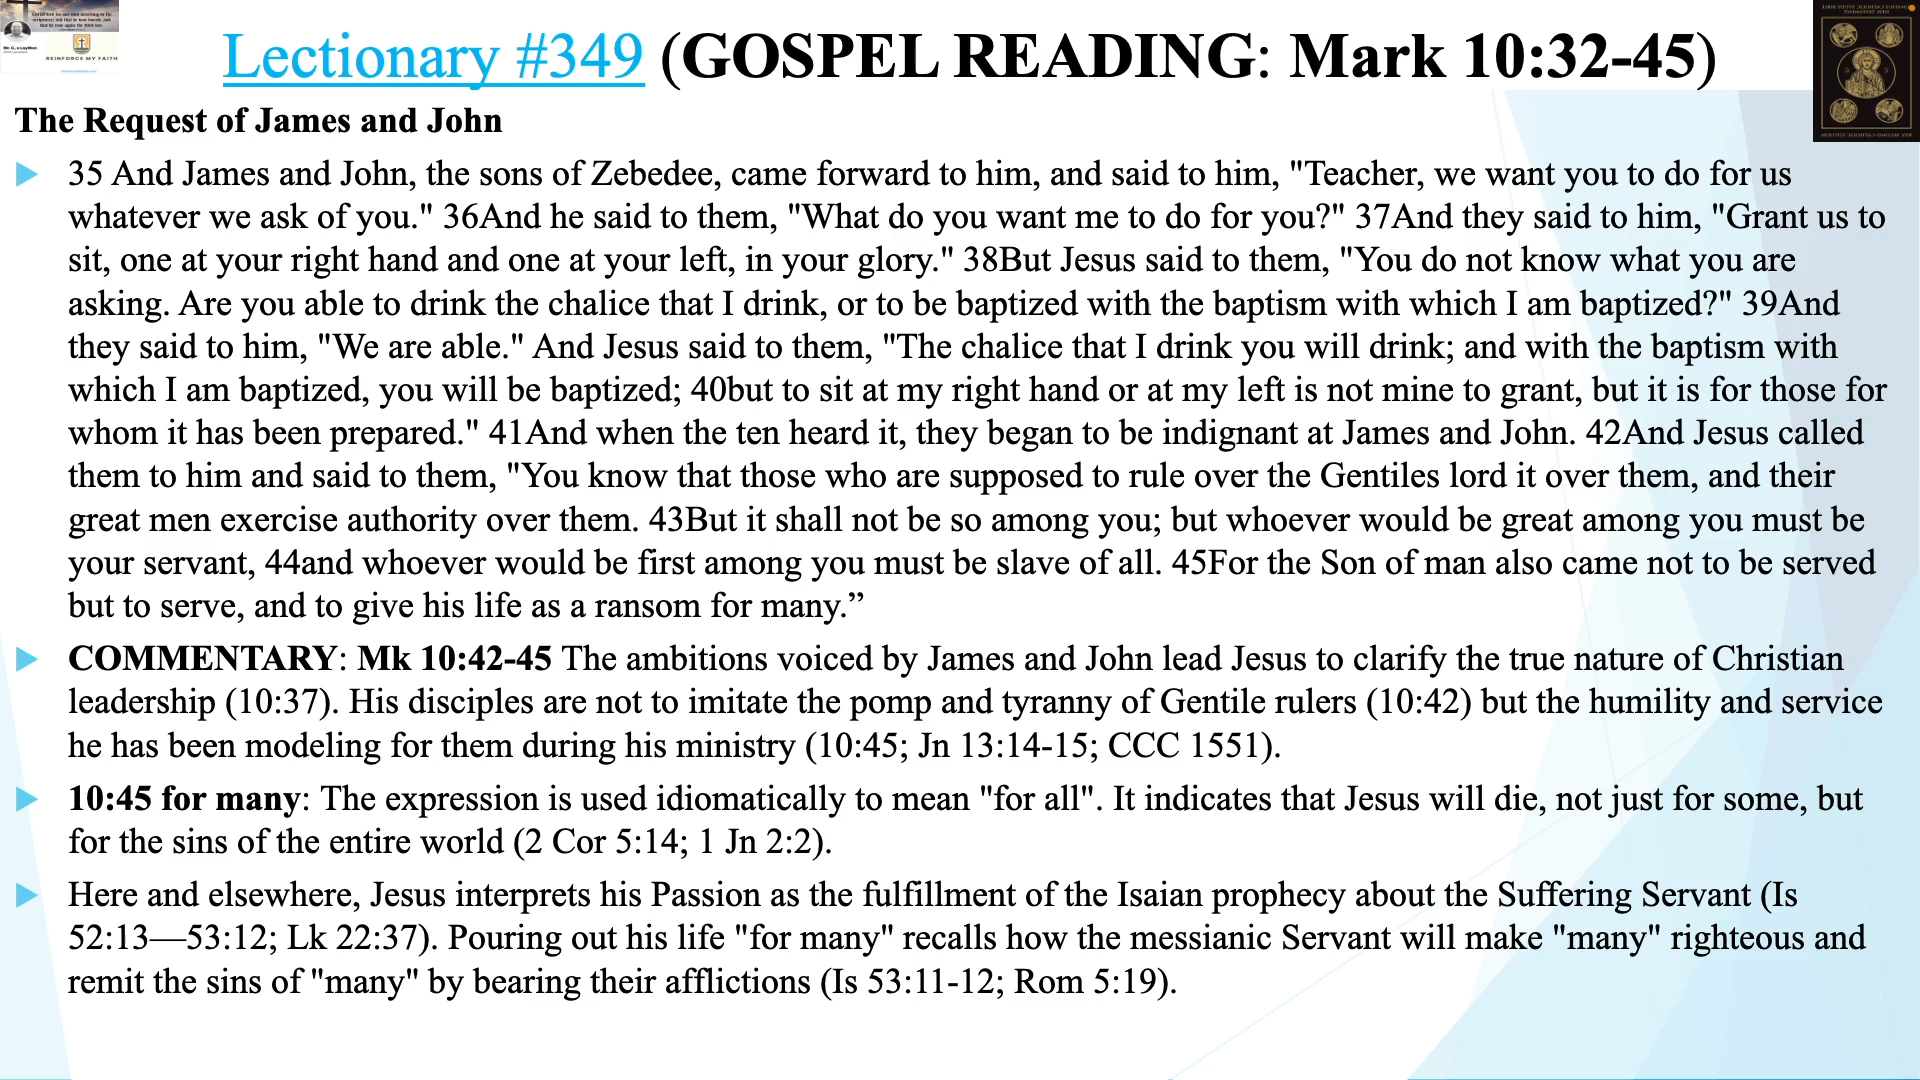 Lectionary #349 (GOSPEL READING: Mark 10:32-45)
The Request of James and John
35 And James and John, the sons of Zebedee, came forward to him, and said to him, "Teacher, we want you to do for us
whatever we ask of you." 36And he said to them, "What do you want me to do for you?" 37And they said to him, "Grant us to
sit, one at your right hand and one at your left, in your glory." 38But Jesus said to them, "You do not know what you are
asking. Are you able to drink the chalice that I drink, or to be baptized with the baptism with which I am baptized?" 39And
they said to him, "We are able." And Jesus said to them, "The chalice that I drink you will drink; and with the baptism with
which I am baptized, you will be baptized; 40but to sit at my right hand or at my left is not mine to grant, but it is for those for
whom it has been prepared." 41And when the ten heard it, they began to be indignant at James and John. 42And Jesus called
them to him and said to them, "You know that those who are supposed to rule over the Gentiles lord it over them, and their
great men exercise authority over them. 43But it shall not be so among you; but whoever would be great among you must be
your servant, 44and whoever would be first among you must be slave of all. 45For the Son of man also came not to be served
but to serve, and to give his life as a ransom for many.”
COMMENTARY: Mk 10:42-45 The ambitions voiced by James and John lead Jesus to clarify the true nature of Christian
leadership (10:37). His disciples are not to imitate the pomp and tyranny of Gentile rulers (10:42) but the humility and service
he has been modeling for them during his ministry (10:45; Jn 13:14-15; CCC 1551).
10:45 for many: The expression is used idiomatically to mean "for all". It indicates that Jesus will die, not just for some, but
for the sins of the entire world (2 Cor 5:14; 1 Jn 2:2).
Here and elsewhere, Jesus interprets his Passion as the fulfillment of the Isaian prophecy about the Suffering Servant (Is
52:13—53:12; Lk 22:37). Pouring out his life "for many" recalls how the messianic Servant will make "many" righteous and
remit the sins of "many" by bearing their afflictions (Is 53:11-12; Rom 5:19).
REINFORCE MY FAITH